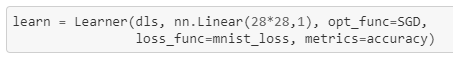 learn = Learner(dls, nn.Linear(28*28,1), opt_func=SGD,
                loss_func=mnist_loss, metrics=accuracy)